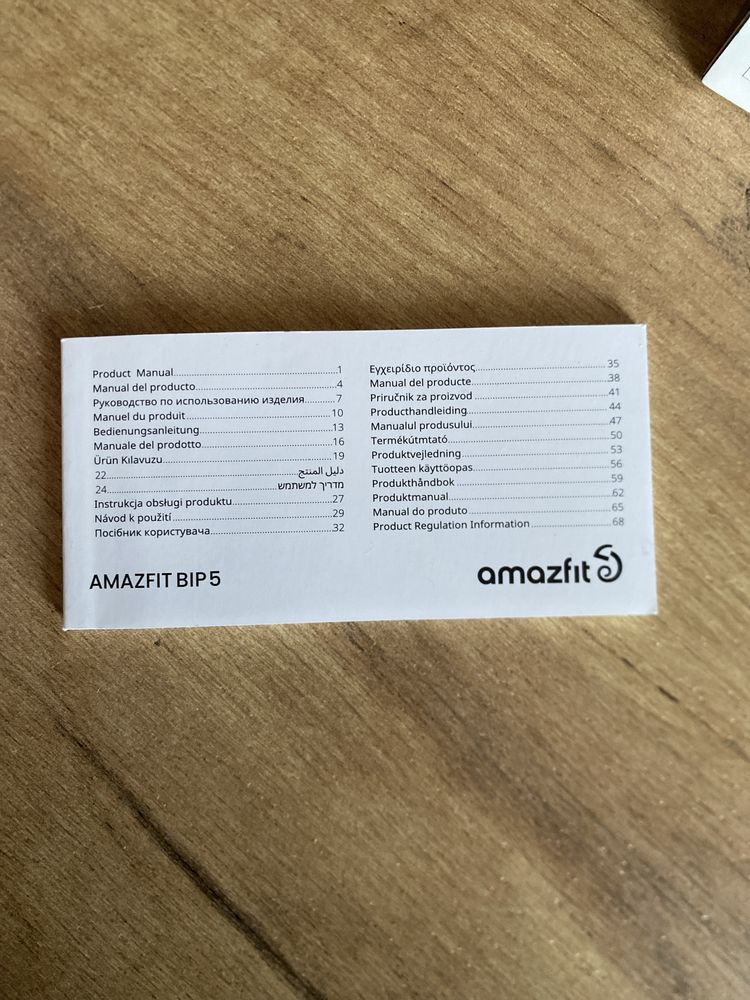 Product Manual........1
Manual del producto........4
Руководство по использованию изделия........7
Manuel du produit........10
Bedienungsanleitung........13
Manuale del prodotto........16
Ürün Kılavuzu........19
دليل المنتج........22
מדריך למשתמש........24
Instrukcja obsługi produktu........27
Návod k použití........29
Посібник користувача........32
Εγχειρίδιο προϊόντος........35
Manual del producte........38
Priručnik za proizvod........41
Producthandleiding........44
Manualul produsului........47
Termékútmtató........50
Produktvejledning........53
Tuotteen käyttöopas........56
Produkthåndbok........59
Produktmanual........62
Manual do produto........65
Product Regulation Information........68
AMAZFIT BIP 5
amazfit